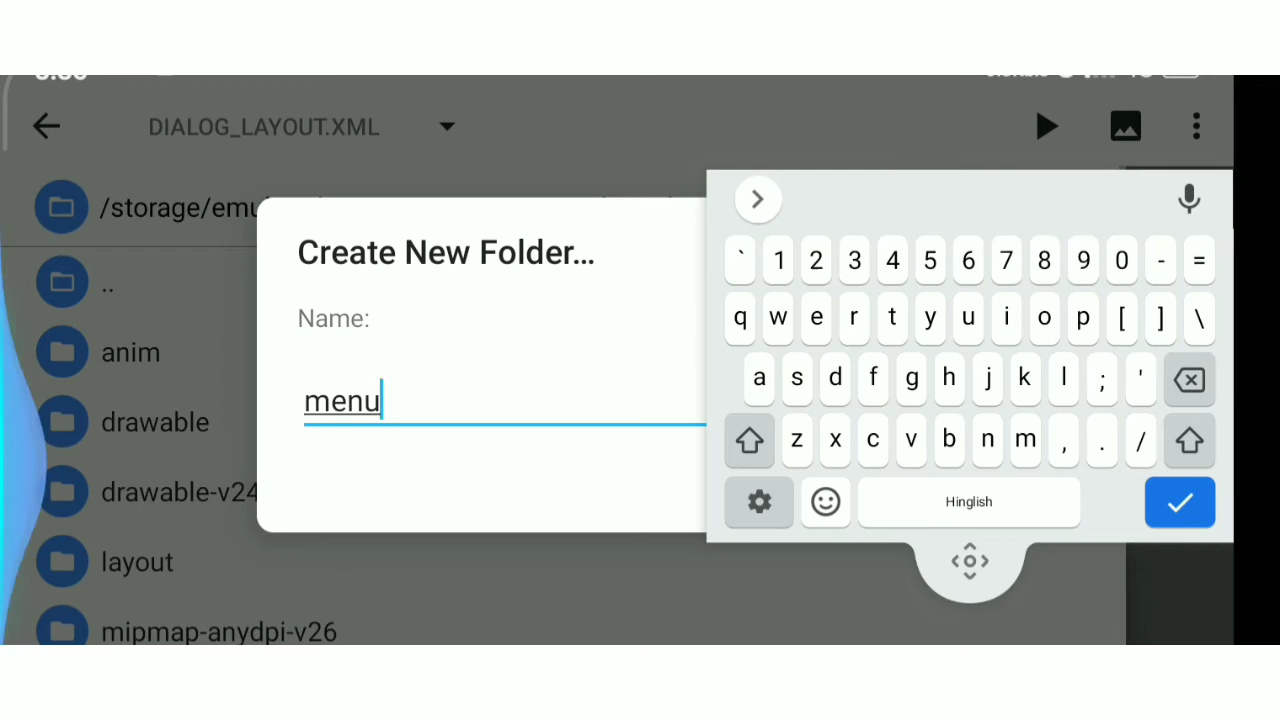 DIALOG_LAYOUT.XML
/storage/emu
..
anim
drawable
drawable-v24
layout
mipmap-anydpi-v26
Create New Folder...
Name:
menu
` 1 2 3 4 5 6 7 8 9 0 - =
q w e r t y u i o p [ ] \
a s d f g h j k l ; '
z x c v b n m , . /
Hinglish